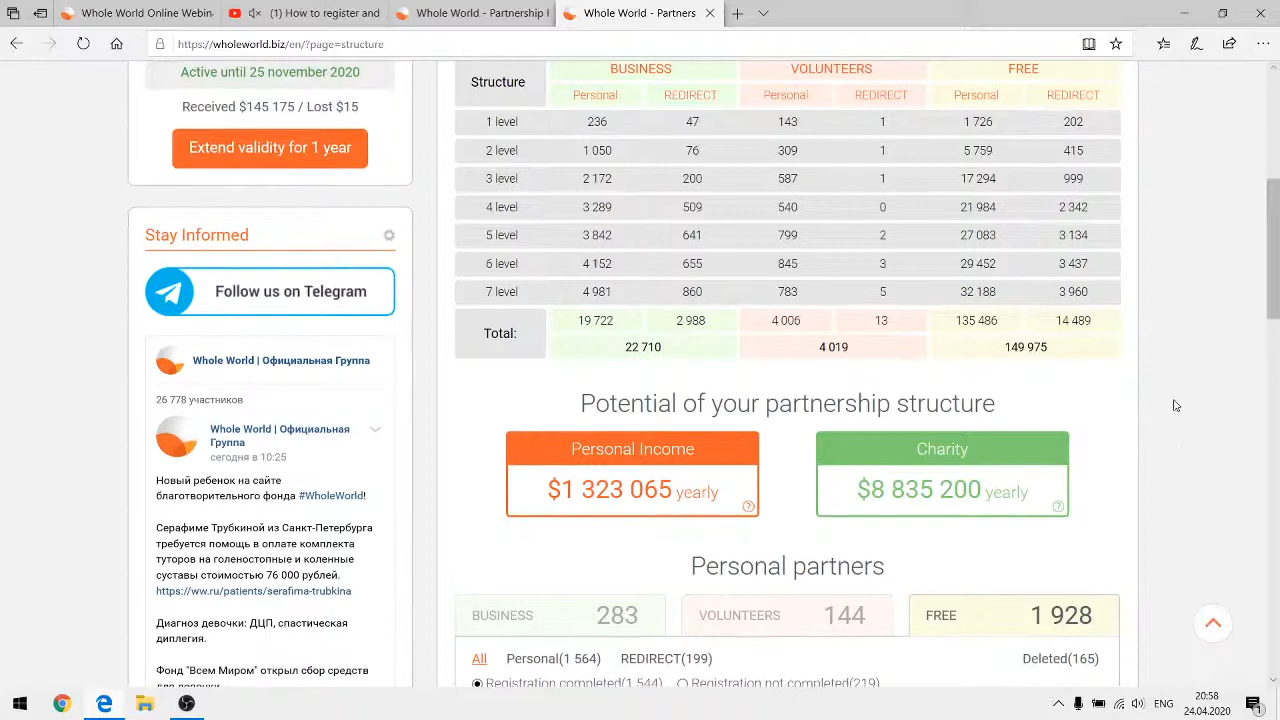 Whole World Onlin
(1) How to register and
Whole World - Partnership I
Whole World - Partners
https://wholeworld.biz/en/?page=structure
Active until 25 november 2020
Received $145 175 / Lost $15
Extend validity for 1 year
Stay Informed
Follow us on Telegram
Whole World | Официальная Группа
26 778 участников
Whole World | Официальная
Группа
сегодня в 10:25
Новый ребенок на сайте
благотворительного фонда #WholeWorld!
Серафиме Трубкиной из Санкт-Петербурга
требуется помощь в оплате комплекта
туторов на голеностопные и коленные
суставы стоимостью 76 000 рублей.
https://ww.ru/patients/serafima-trubkina
Диагноз девочки: ДЦП, спастическая
диплегия.
Фонд "Всем Миром" открыл сбор средств
для девочки.
Structure BUSINESS VOLUNTEERS FREE
Personal REDIRECT Personal REDIRECT Personal REDIRECT
1 level 236 47 143 1 1 726 202
2 level 1 050 76 309 1 5 759 415
3 level 2 172 200 587 1 17 294 999
4 level 3 289 509 540 0 21 984 2 342
5 level 3 842 641 799 2 27 083 3 134
6 level 4 152 655 845 3 29 452 3 437
7 level 4 981 860 783 5 32 188 3 960
Total: 19 722 2 988 4 006 13 135 486 14 489
22 710 4 019 149 975
Potential of your partnership structure
Personal Income
$1 323 065 yearly
Charity
$8 835 200 yearly
Personal partners
BUSINESS 283 VOLUNTEERS 144 FREE 1 928
All Personal(1 564) REDIRECT(199) Deleted(165)
Registration completed(1 544) Registration not completed(219)
ENG
20:58
24.04.2020